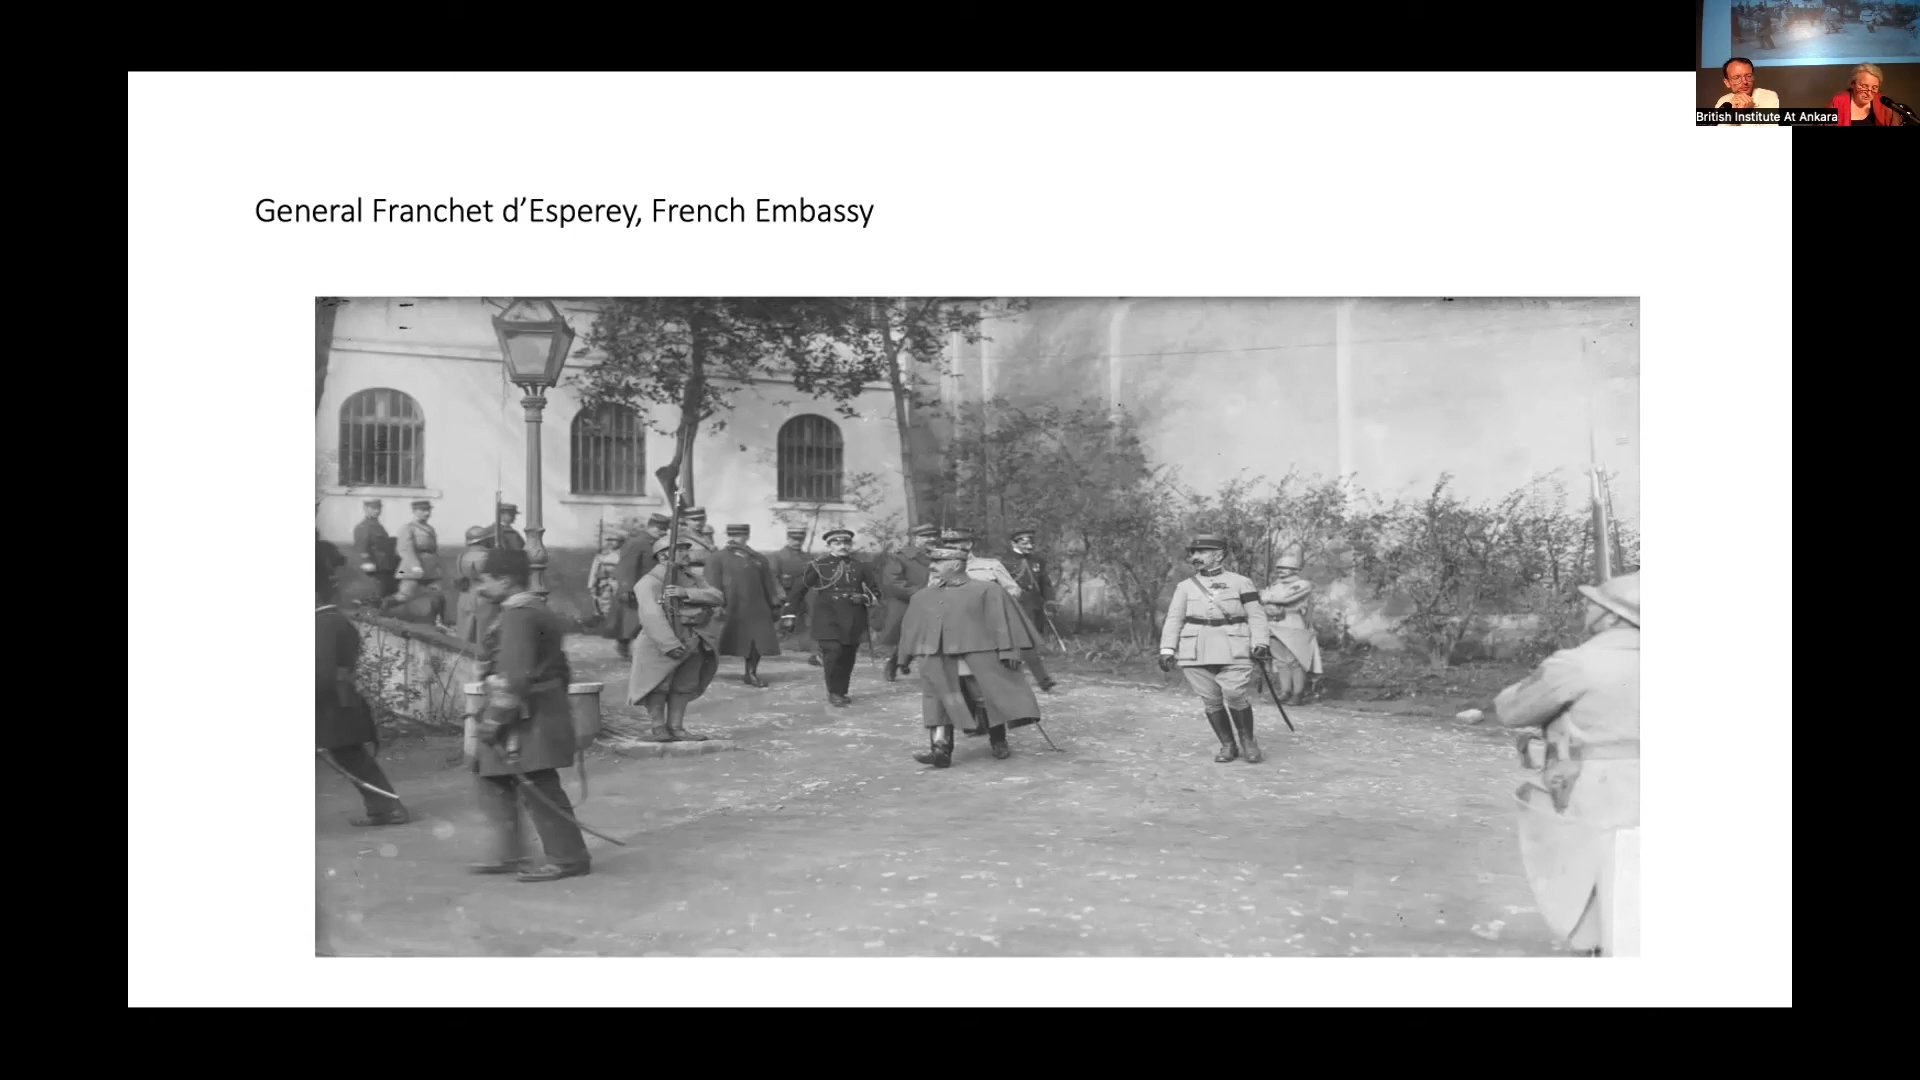 General Franchet d’Esperey, French Embassy
British Institute At Ankara